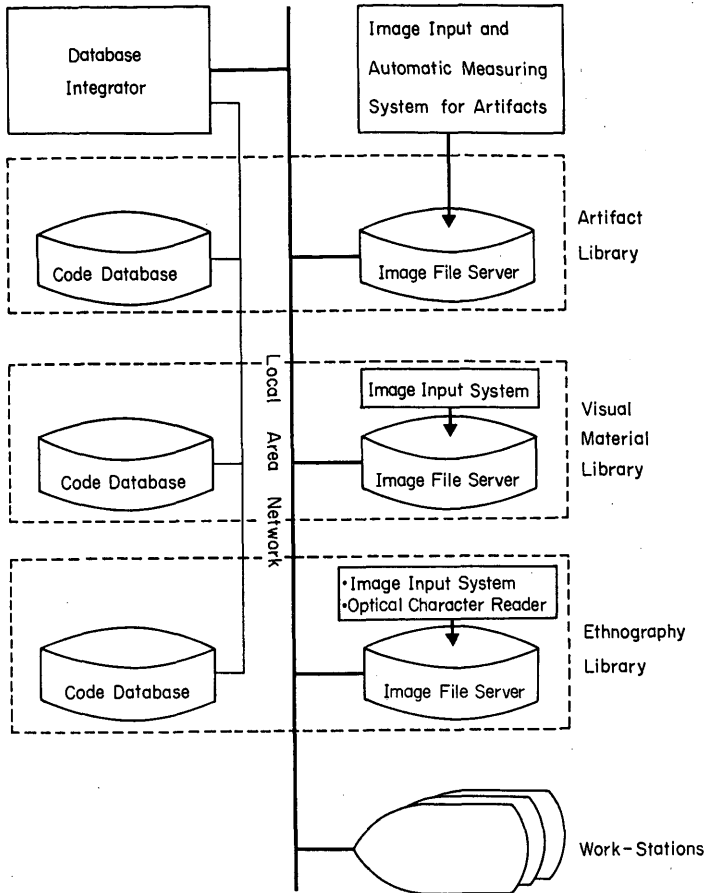 Database
Integrator
Image Input and
Automatic Measuring
System for Artifacts
Code Database
Image File Server
Artifact
Library
Local Area Network
Image Input System
Code Database
Image File Server
Visual
Material
Library
•Image Input System
•Optical Character Reader
Code Database
Image File Server
Ethnography
Library
Work-Stations